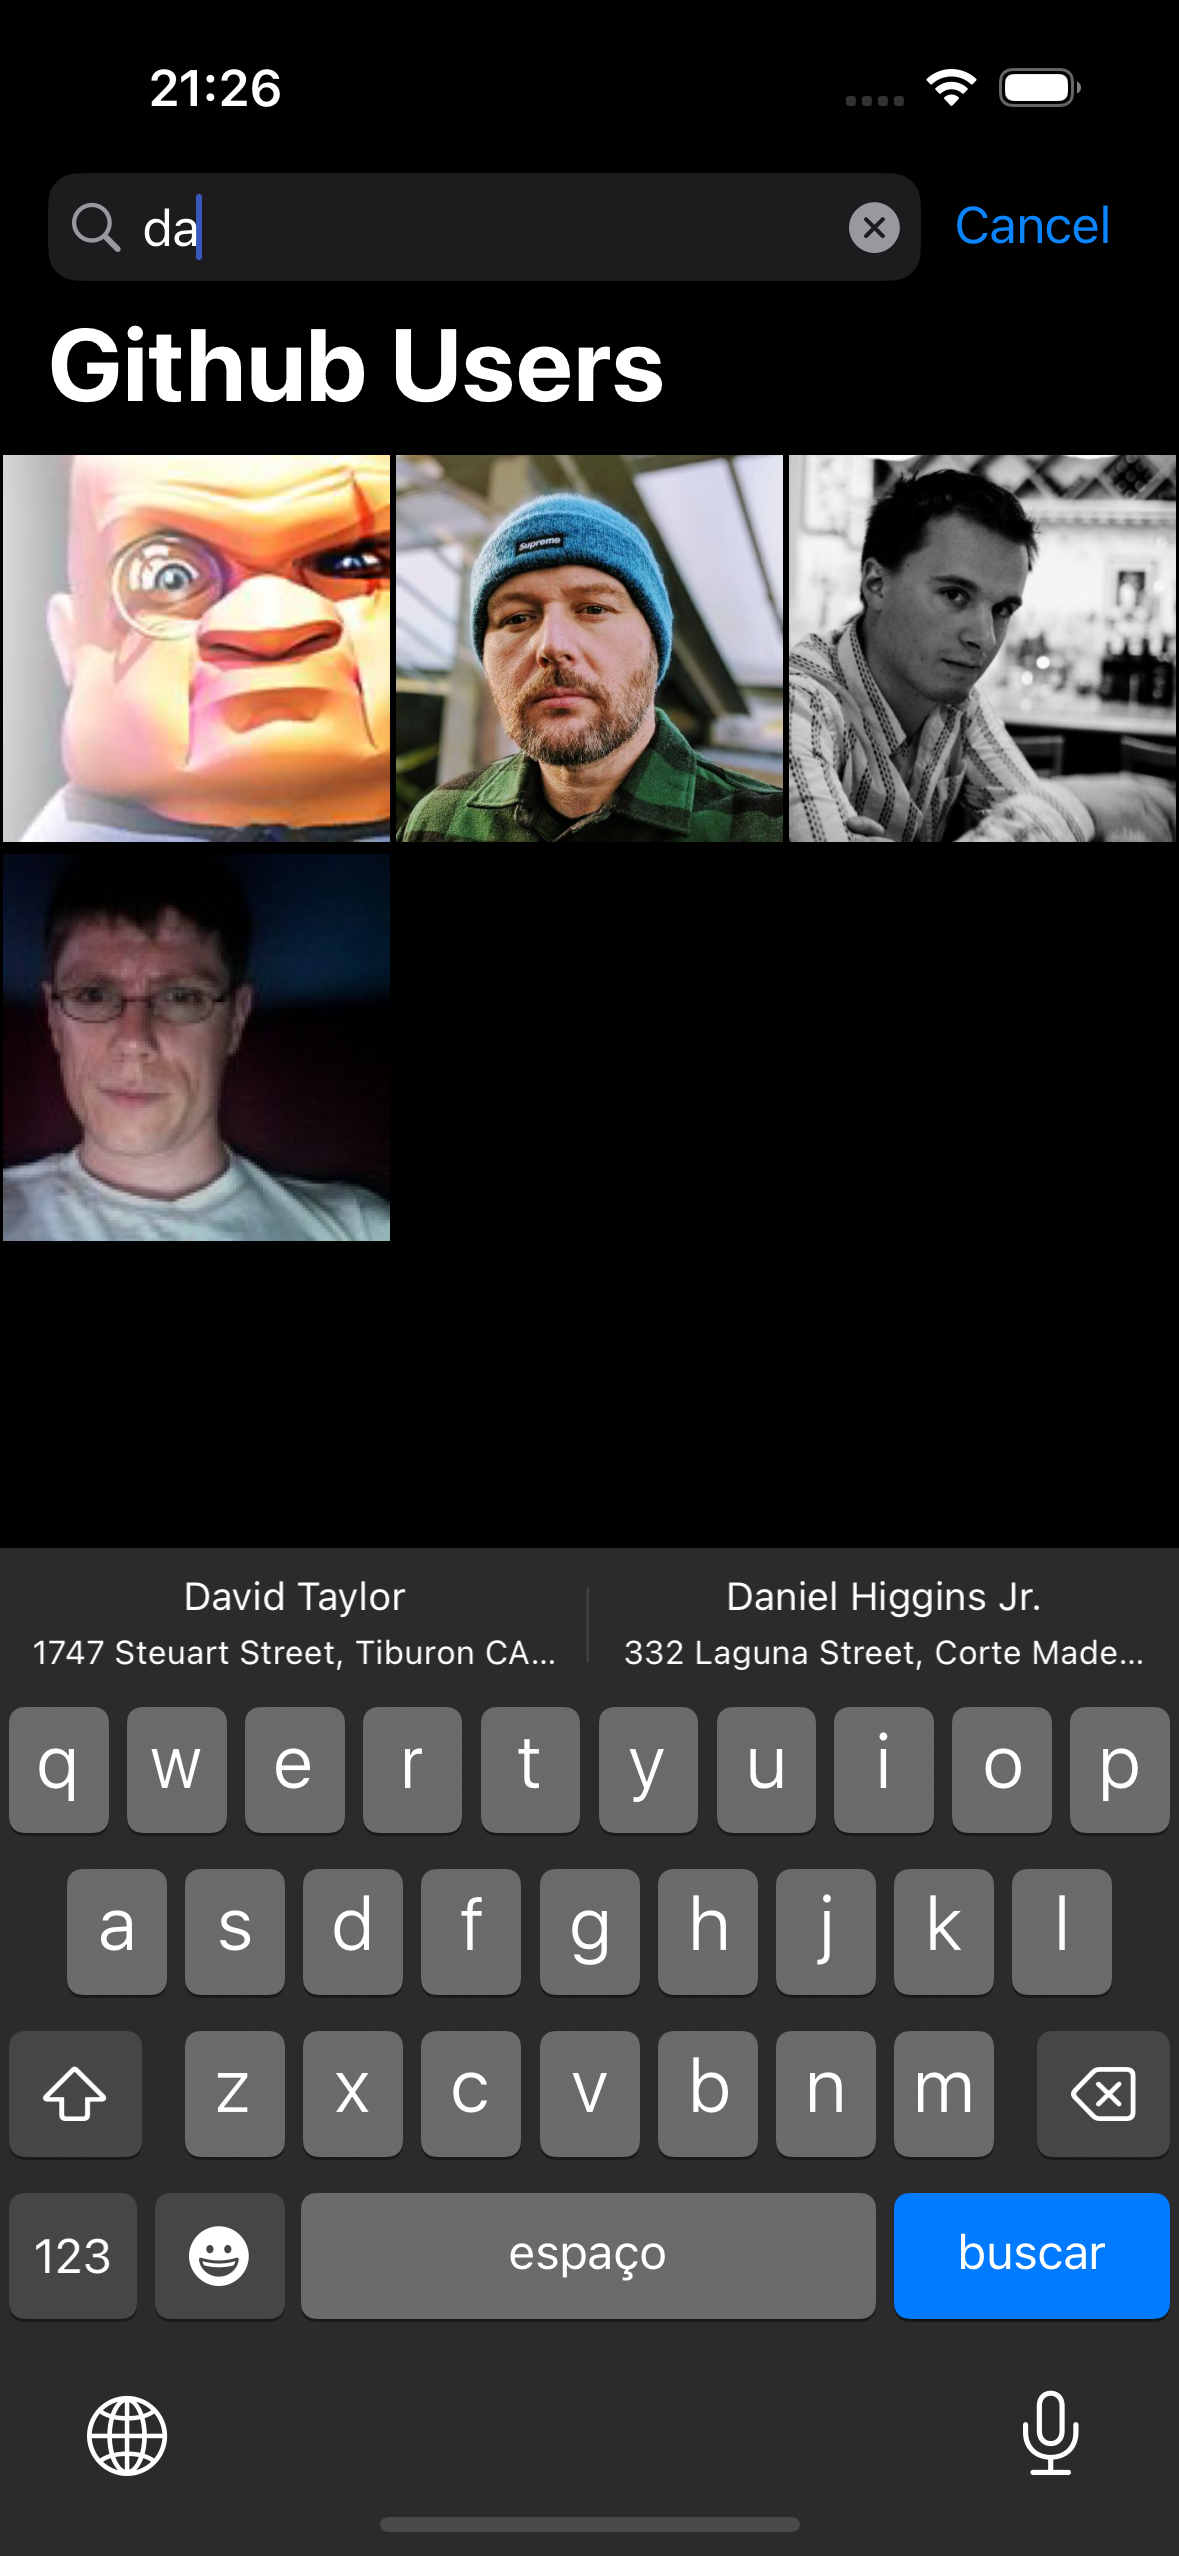 21:26
da
Cancel
Github Users
Supreme
David Taylor
Daniel Higgins Jr.
1747 Steuart Street, Tiburon CA...
332 Laguna Street, Corte Made...
q w e r t y u i o p
a s d f g h j k l
z x c v b n m
123
espaço
buscar